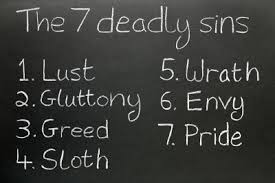 The 7 deadly sins
1. Lust
2. Gluttony
3. Greed
4. Sloth
5. Wrath
6. Envy
7. Pride